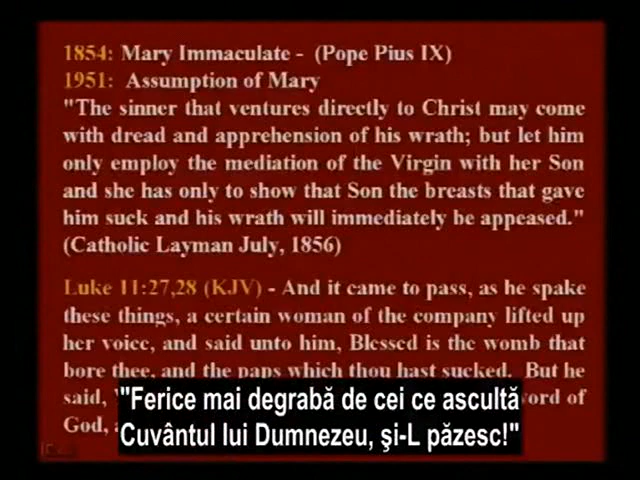 1854: Mary Immaculate - (Pope Pius IX)
1951: Assumption of Mary
"The sinner that ventures directly to Christ may come
with dread and apprehension of his wrath; but let him
only employ the mediation of the Virgin with her Son
and she has only to show that Son the breasts that gave
him suck and his wrath will immediately be appeased."
(Catholic Layman July, 1856)
Luke 11:27,28 (KJV) - And it came to pass, as he spake
these things, a certain woman of the company lifted up
her voice, and said unto him, Blessed is the womb that
bore thee, and the paps which thou hast sucked. But he
said, word of
God,
"Ferice mai degrabă de cei ce ascultă
Cuvântul lui Dumnezeu, şi-L păzesc!"